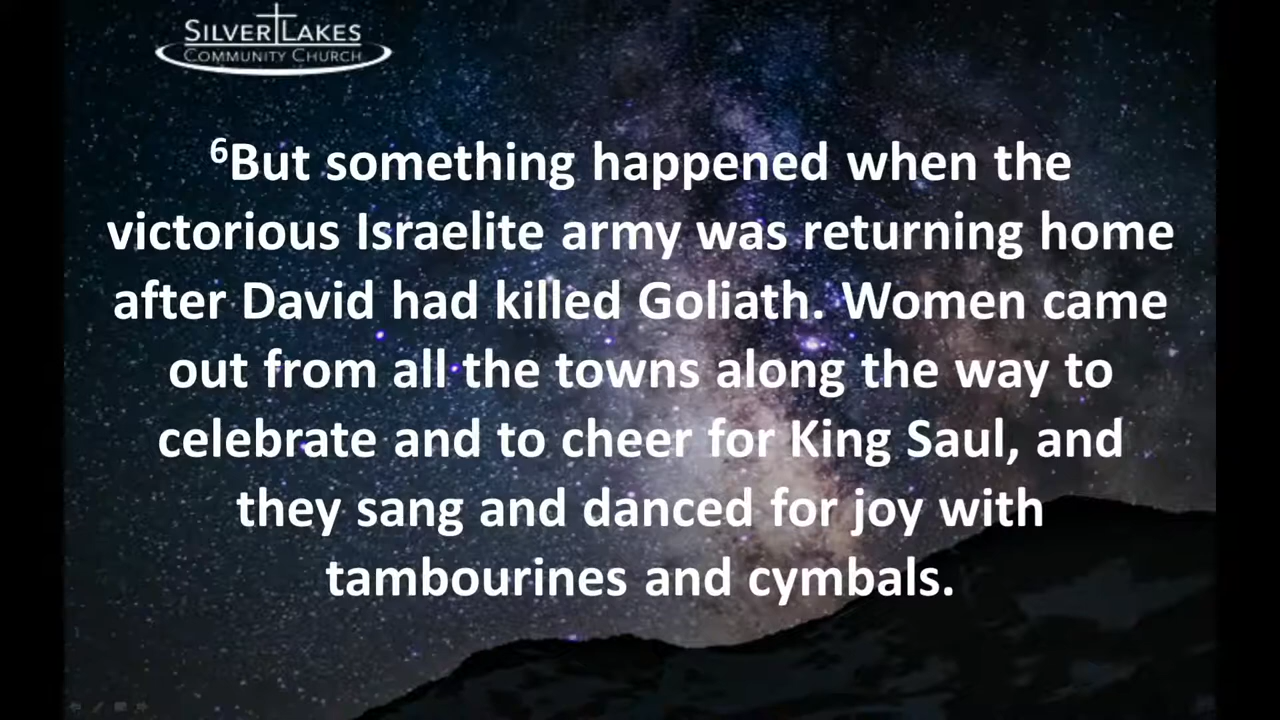 SILVER LAKES
COMMUNITY CHURCH
⁶But something happened when the
victorious Israelite army was returning home
after David had killed Goliath. Women came
out from all the towns along the way to
celebrate and to cheer for King Saul, and
they sang and danced for joy with
tambourines and cymbals.